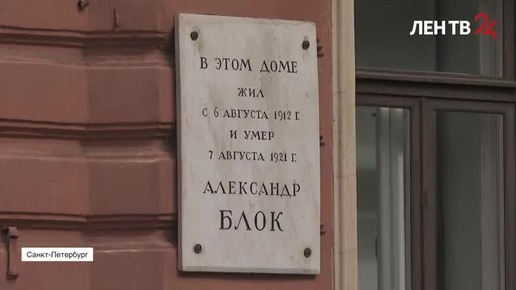 ЛЕН ТВ 24
В ЭТОМ ДОМЕ
ЖИЛ
С 6 АВГУСТА 1912 Г.
И УМЕР
7 АВГУСТА 1921 Г.
АЛЕКСАНДР
БЛОК
Санкт-Петербург